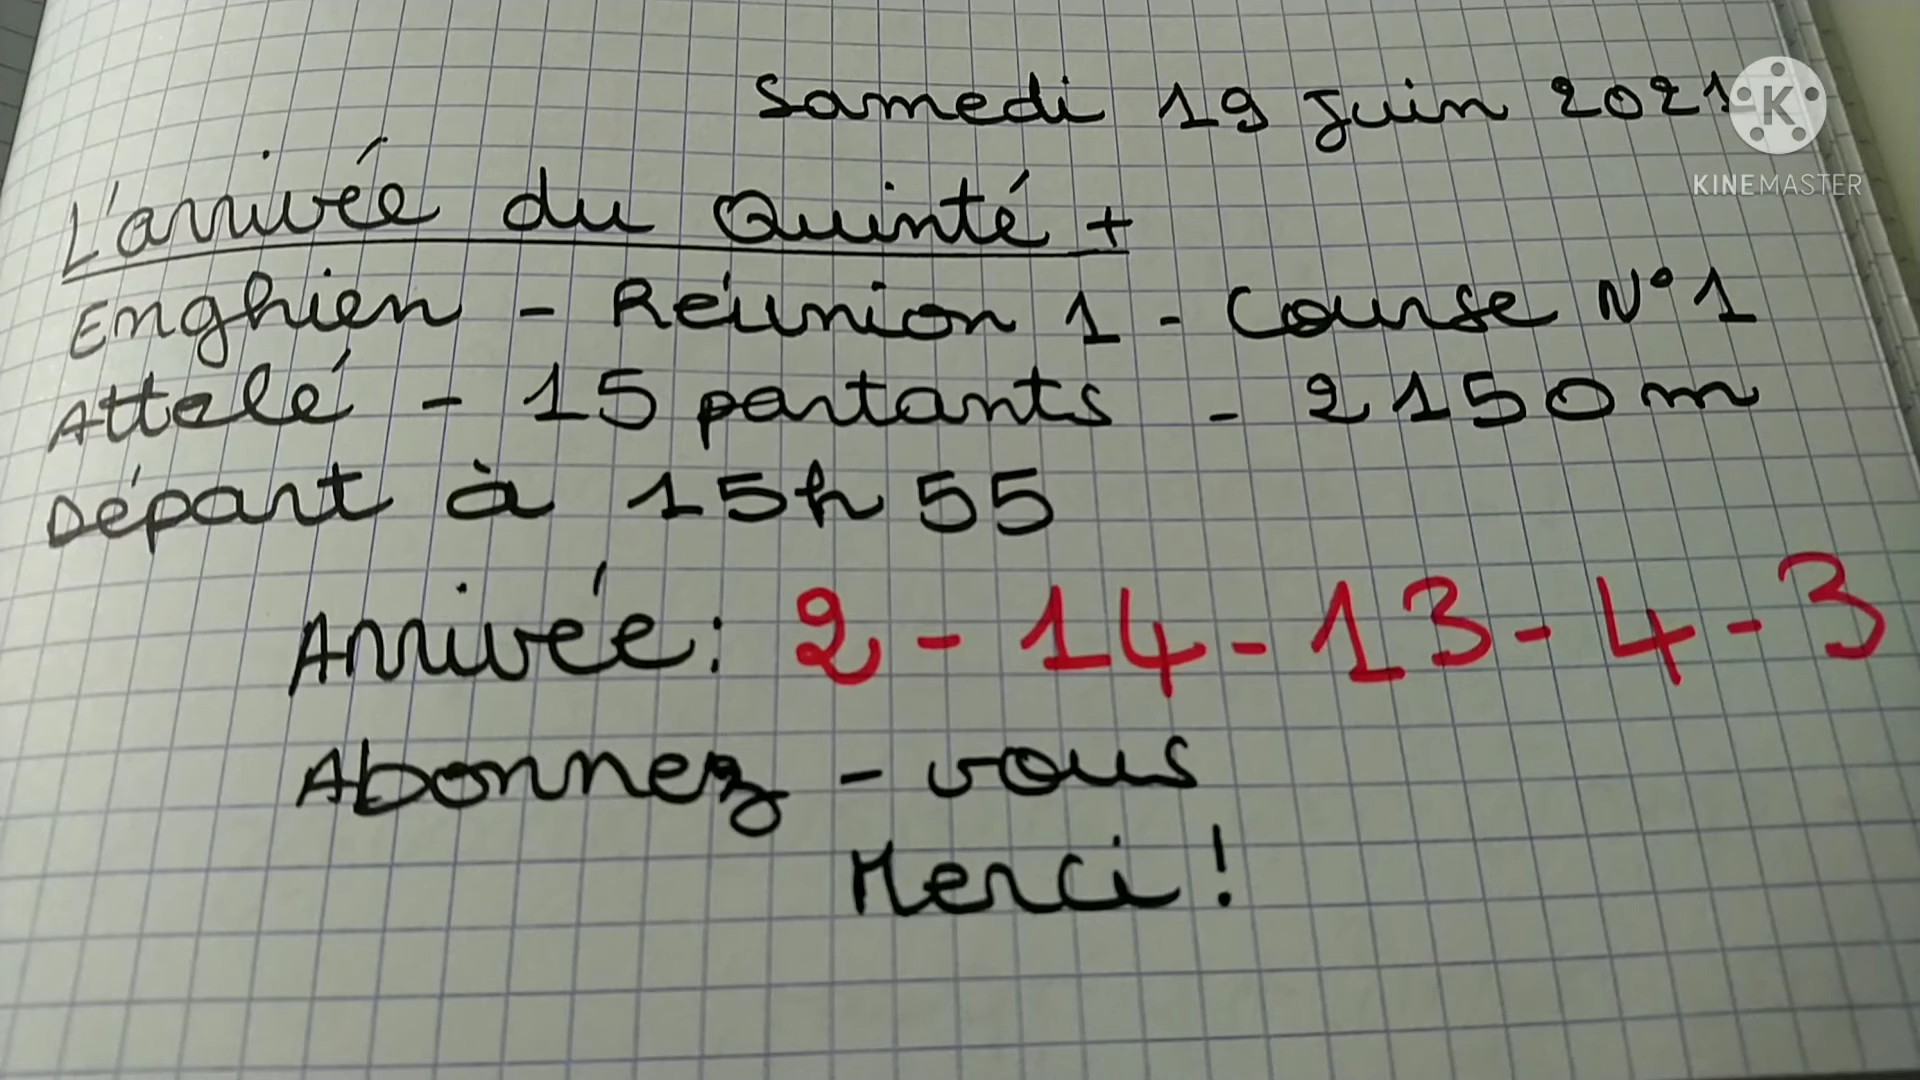 Samedi 19 Juin 2021
KINEMASTER
L'arrivée du Quinté +
Enghien - Réunion 1 - Course N° 1
Attelé - 15 partants - 2150m
Départ à 15h55
Arrivée: 2 - 14 - 13 - 4 - 3
Abonnez - vous
Merci !